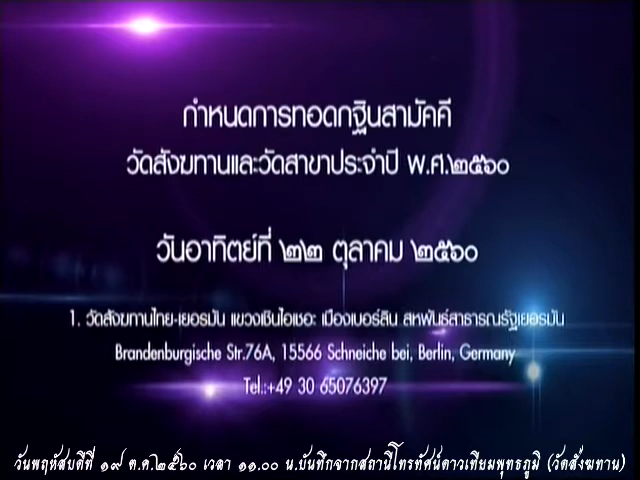 กำหนดการทอดกฐินสามัคคี
วัดสังฆทานและวัดสาขาประจำปี พ.ศ.๒๕๖๐
วันอาทิตย์ที่ ๒๒ ตุลาคม ๒๕๖๐
1. วัดสังฆทานไทย-เยอรมัน แขวงเชินไอเชอะ เมืองเบอร์ลิน สหพันธ์สาธารณรัฐเยอรมัน
Brandenburgische Str.76A, 15566 Schneiche bei, Berlin, Germany
Tel.:+49 30 65076397
วันพฤหัสบดีที่ ๑๙ ต.ค.๒๕๖๐ เวลา ๑๑.๐๐ น.บันทึกจากสถานีโทรทัศน์ดาวเทียมพุทธภูมิ (วัดสังฆทาน)